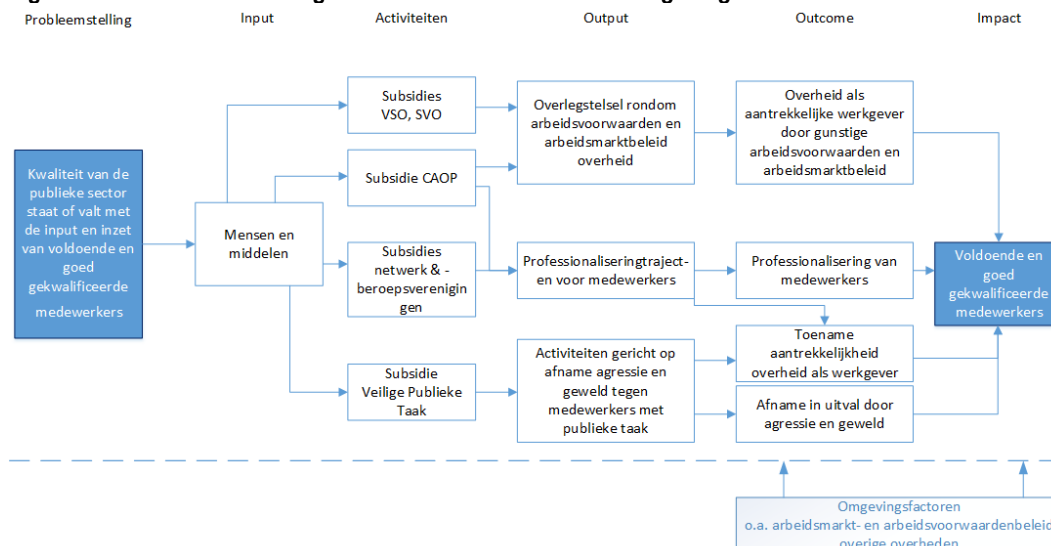 Probleemstelling
Input
Activiteiten
Output
Outcome
Impact
Kwaliteit van de
publieke sector
staat of valt met
de input en inzet
van voldoende en
goed
gekwalificeerde
medewerkers
Mensen en
middelen
Subsidies
VSO, SVO
Subsidie CAOP
Subsidies
netwerk & -
beroepsverenigin
gen
Subsidie
Veilige Publieke
Taak
Overlegstelsel rondom
arbeidsvoorwaarden en
arbeidsmarktbeleid
overheid
Professionaliseringtraject-
en voor medewerkers
Activiteiten gericht op
afname agressie en
geweld tegen
medewerkers met
publieke taak
Overheid als
aantrekkelijke werkgever
door gunstige
arbeidsvoorwaarden en
arbeidsmarktbeleid
Professionalisering van
medewerkers
Toename
aantrekkelijkheid
overheid als werkgever
Afname in uitval door
agressie en geweld
Voldoende en
goed
gekwalificeerde
medewerkers
Omgevingsfactoren
o.a. arbeidsmarkt- en arbeidsvoorwaardenbeleid
overige overheden